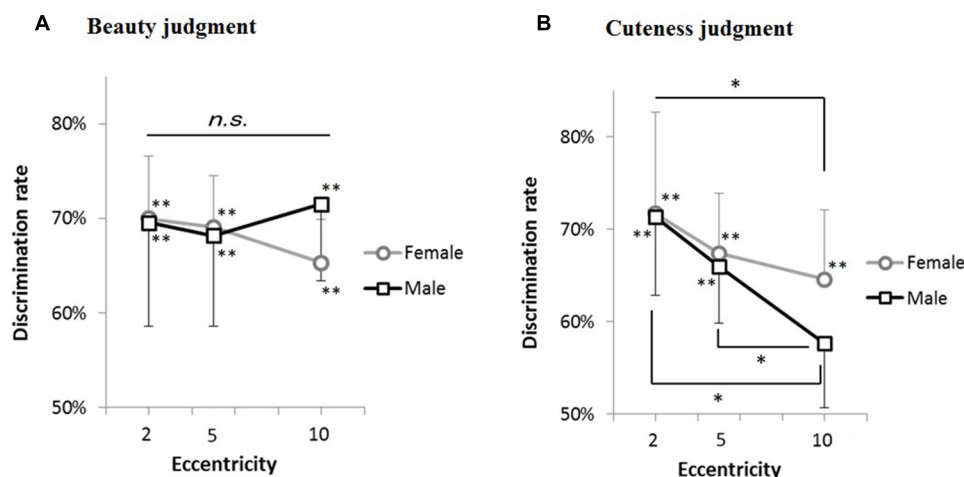 A Beauty judgment
80%
70%
60%
50%
Discrimination rate
n.s.
**
**
**
**
**
**
2 5 10
Eccentricity
Female
Male
B Cuteness judgment
80%
70%
60%
50%
Discrimination rate
*
**
**
**
**
**
*
*
2 5 10
Eccentricity
Female
Male